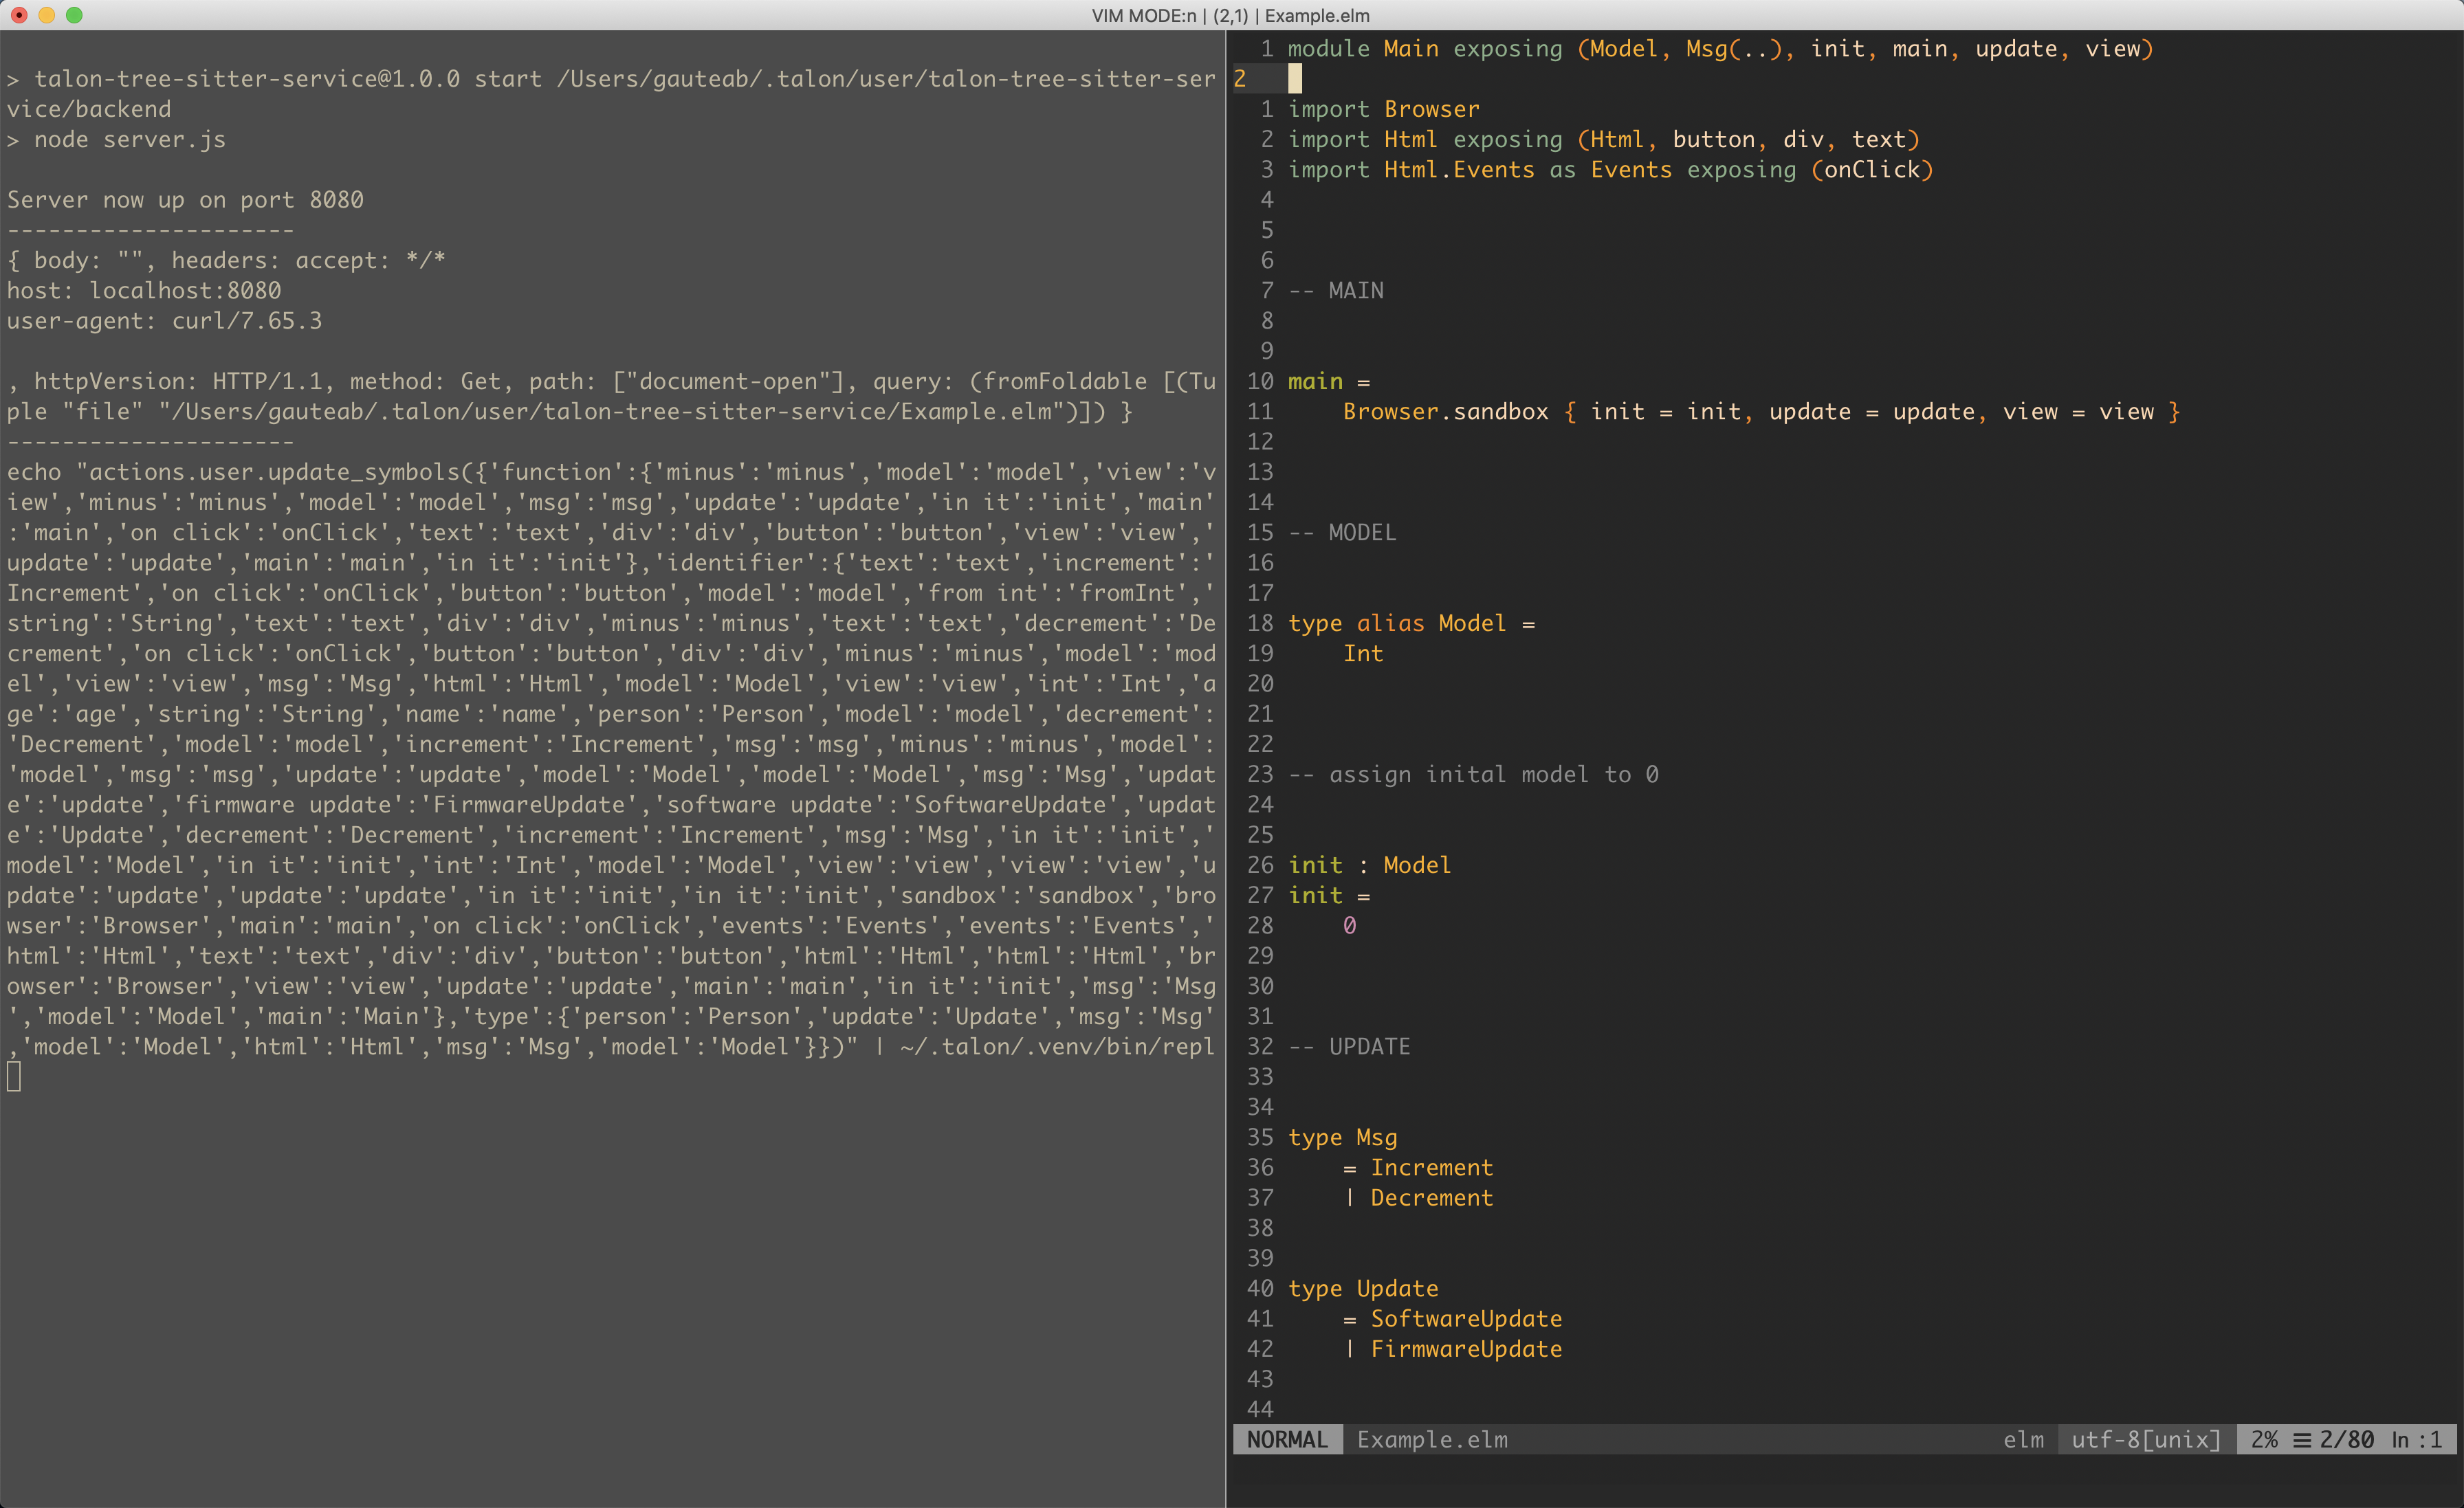 VIM MODE:n | (2,1) | Example.elm
> talon-tree-sitter-service@1.0.0 start /Users/gauteab/.talon/user/talon-tree-sitter-ser
vice/backend
> node server.js
Server now up on port 8080
---------------------
{ body: "", headers: accept: */*
host: localhost:8080
user-agent: curl/7.65.3
, httpVersion: HTTP/1.1, method: Get, path: ["document-open"], query: (fromFoldable [(Tu
ple "file" "/Users/gauteab/.talon/user/talon-tree-sitter-service/Example.elm")]) }
---------------------
echo "actions.user.update_symbols({'function':{'minus':'minus','model':'model','view':'v
iew','minus':'minus','model':'model','msg':'msg','update':'update','in it':'init','main'
:'main','on click':'onClick','text':'text','div':'div','button':'button','view':'view','
update':'update','main':'main','in it':'init'},'identifier':{'text':'text','increment':'
Increment','on click':'onClick','button':'button','model':'model','from int':'fromInt','
string':'String','text':'text','div':'div','minus':'minus','text':'text','decrement':'De
crement','on click':'onClick','button':'button','div':'div','minus':'minus','model':'mod
el','view':'view','msg':'Msg','html':'Html','model':'Model','view':'view','int':'Int','a
ge':'age','string':'String','name':'name','person':'Person','model':'model','decrement':
'Decrement','model':'model','increment':'Increment','msg':'msg','minus':'minus','model':
'model','msg':'msg','update':'update','model':'Model','model':'Model','msg':'Msg','updat
e':'update','firmware update':'FirmwareUpdate','software update':'SoftwareUpdate','updat
e':'Update','decrement':'Decrement','increment':'Increment','msg':'Msg','in it':'init','
model':'Model','in it':'init','int':'Int','model':'Model','view':'view','view':'view','u
pdate':'update','update':'update','in it':'init','in it':'init','sandbox':'sandbox','bro
wser':'Browser','main':'main','on click':'onClick','events':'Events','events':'Events','
html':'Html','text':'text','div':'div','button':'button','html':'Html','html':'Html','br
owser':'Browser','view':'view','update':'update','main':'main','in it':'init','msg':'Msg
','model':'Model','main':'Main'},'type':{'person':'Person','update':'Update','msg':'Msg'
,'model':'Model','html':'Html','msg':'Msg','model':'Model'}})" | ~/.talon/.venv/bin/repl
1 module Main exposing (Model, Msg(..), init, main, update, view)
2
1 import Browser
2 import Html exposing (Html, button, div, text)
3 import Html.Events as Events exposing (onClick)
4
5
6
7 -- MAIN
8
9
10 main =
11     Browser.sandbox { init = init, update = update, view = view }
12
13
14
15 -- MODEL
16
17
18 type alias Model =
19     Int
20
21
22
23 -- assign inital model to 0
24
25
26 init : Model
27 init =
28     0
29
30
31
32 -- UPDATE
33
34
35 type Msg
36     = Increment
37     | Decrement
38
39
40 type Update
41     = SoftwareUpdate
42     | FirmwareUpdate
43
44
NORMAL Example.elm elm utf-8[unix] 2% ☰ 2/80 ln :1